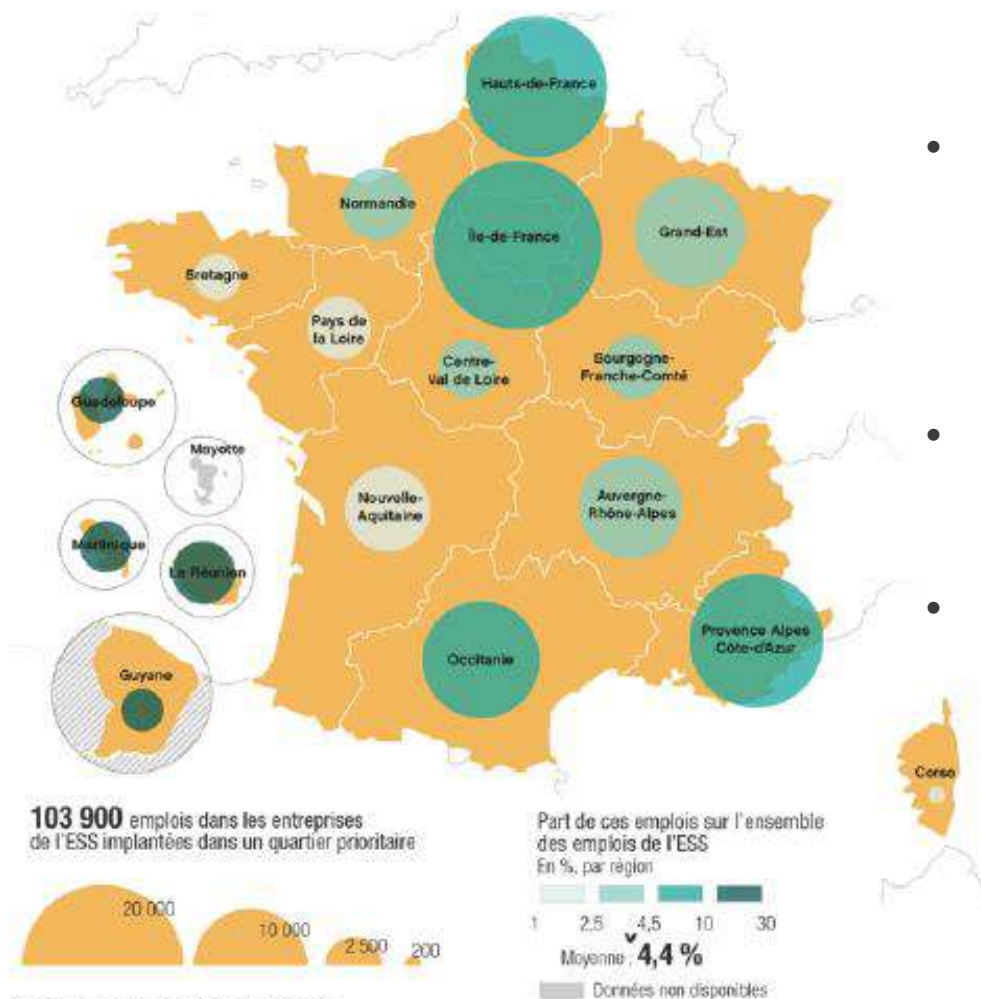 Hauts-de-France
Normandie
Île-de-France
Grand-Est
Bretagne
Pays de
la Loire
Centre-
Val de Loire
Bourgogne-
Franche-Comté
Guadeloupe
Mayotte
Nouvelle-
Aquitaine
Auvergne-
Rhône-Alpes
Martinique
La Réunion
Provence Alpes
Côte-d'Azur
Occitanie
Guyane
Corse
103 900 emplois dans les entreprises
de l'ESS implantées dans un quartier prioritaire
20 000
10 000
2 500
200
Part de ces emplois sur l'ensemble
des emplois de l'ESS
En %, par région
1 2,5 4,5 10 30
Moyenne : 4,4 %
Données non disponibles